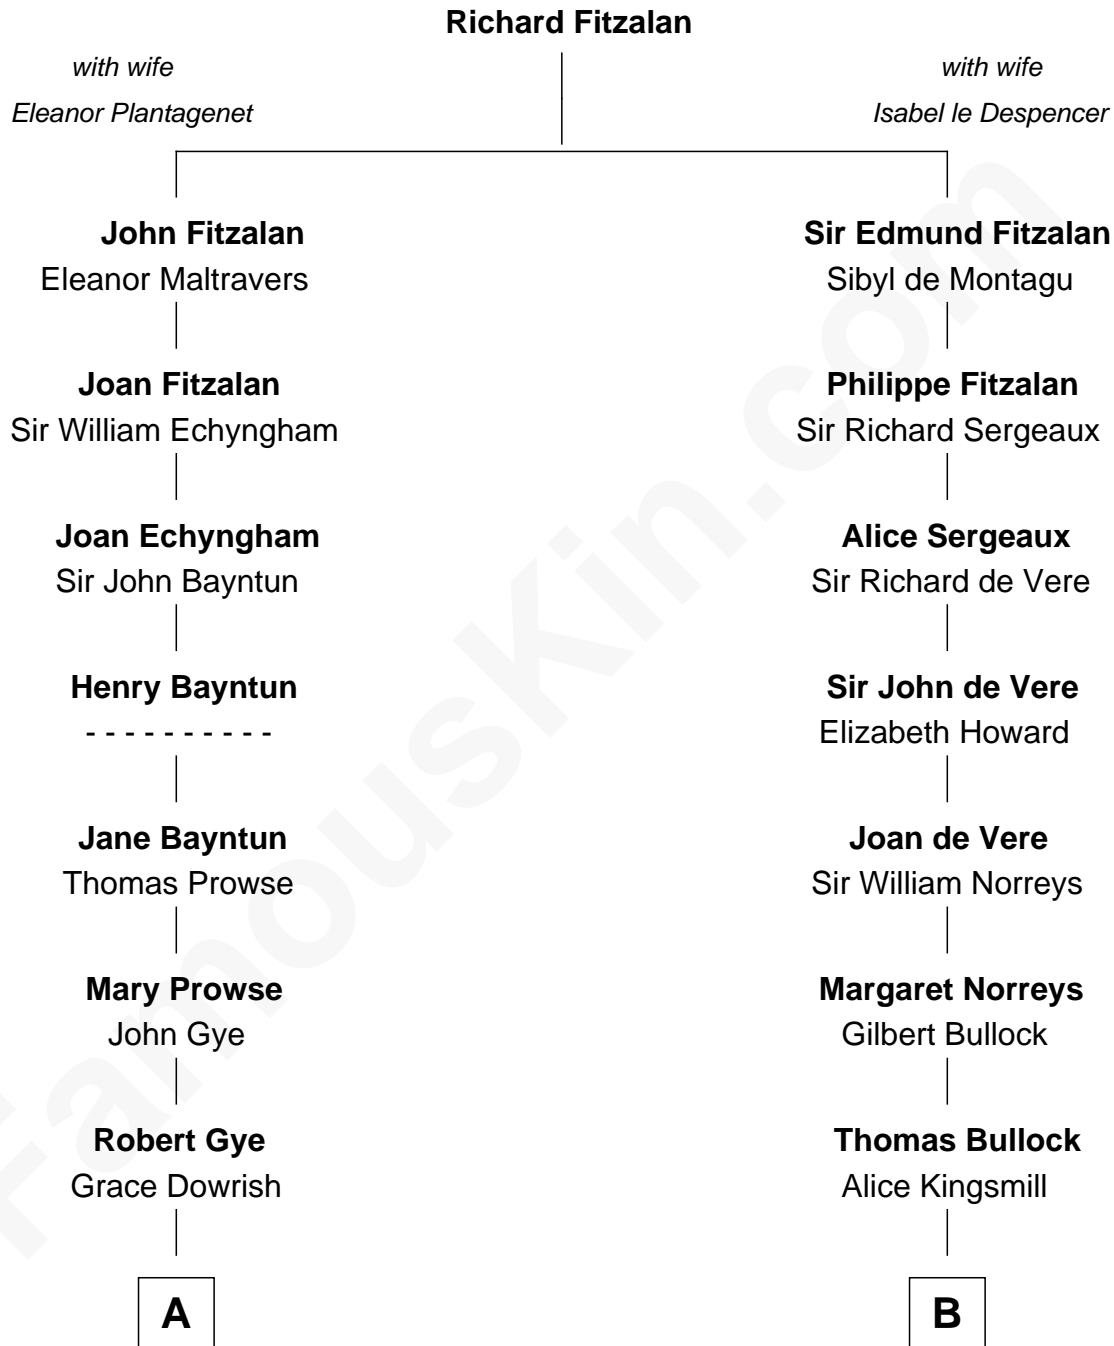 Richard Fitzalan
with wife
Eleanor Plantagenet
with wife
Isabel le Despencer
John Fitzalan
Eleanor Maltravers
Sir Edmund Fitzalan
Sibyl de Montagu
Joan Fitzalan
Sir William Echyngham
Philippe Fitzalan
Sir Richard Sergeaux
Joan Echyngham
Sir John Bayntun
Alice Sergeaux
Sir Richard de Vere
Henry Bayntun
- - - - - - - - - -
Sir John de Vere
Elizabeth Howard
Jane Bayntun
Thomas Prowse
Joan de Vere
Sir William Norreys
Mary Prowse
John Gye
Margaret Norreys
Gilbert Bullock
Robert Gye
Grace Dowrish
Thomas Bullock
Alice Kingsmill
A
B
FamousKin.com